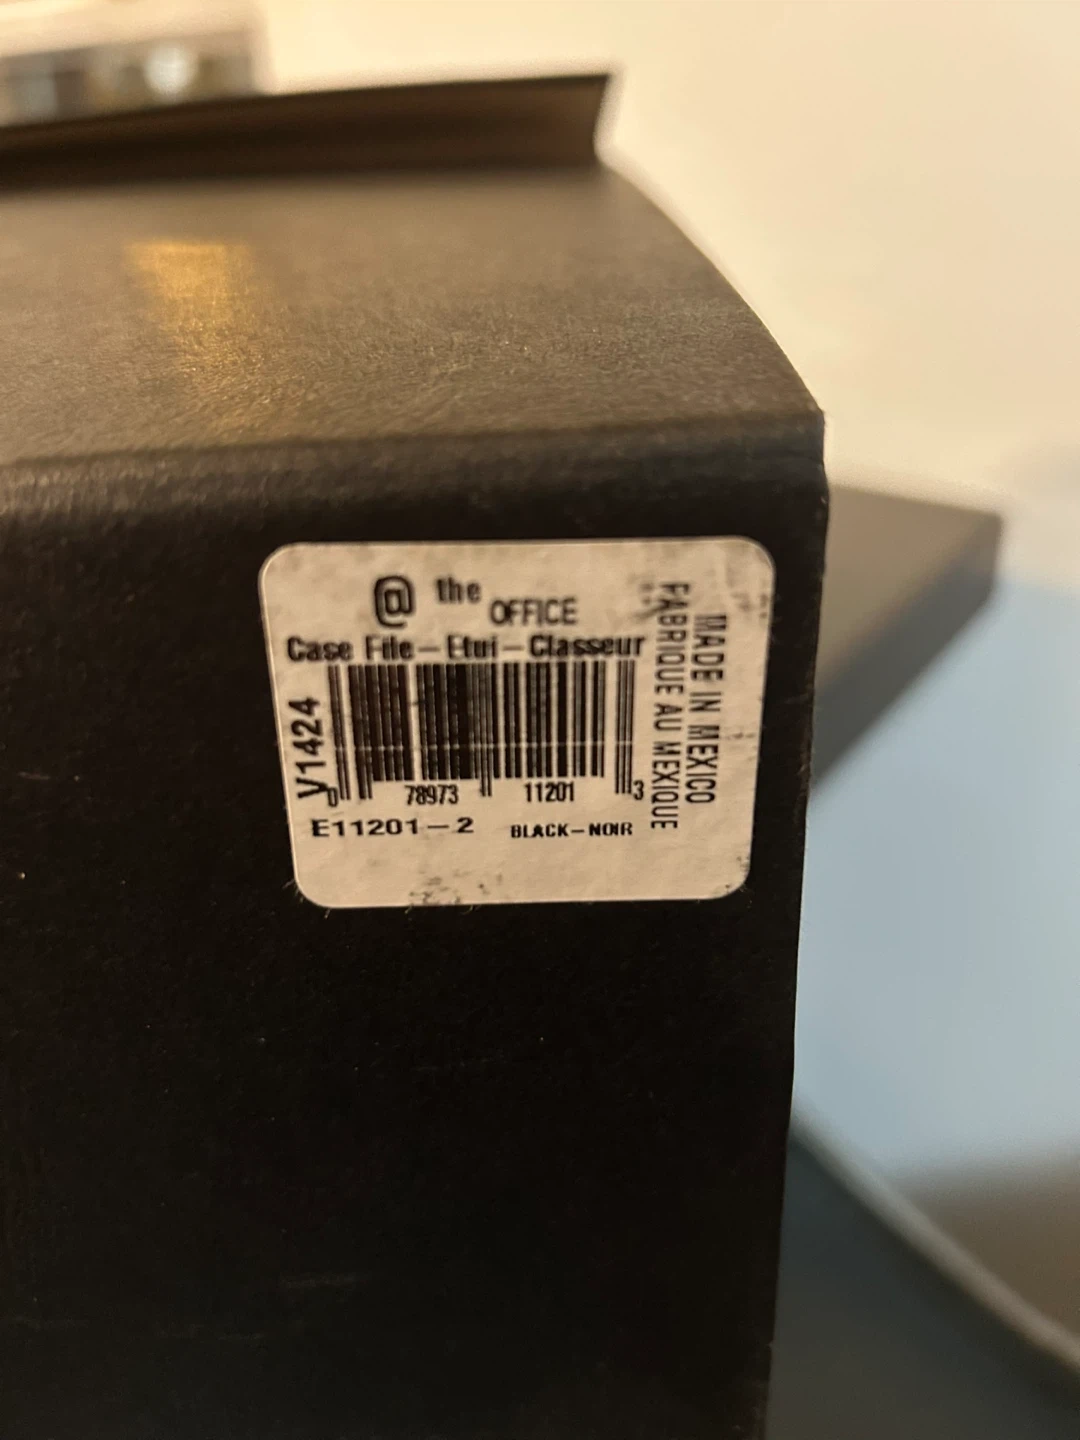 @ the OFFICE
Case File-Etui-Classeur
V1424
0 78973 11201 3
E11201-2 BLACK-NOIR
FABRIQUE AU MEXIQUE
MADE IN MEXICO